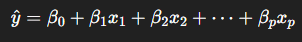 ŷ = β₀ + β₁x₁ + β₂x₂ + ⋯ + βₚxₚ